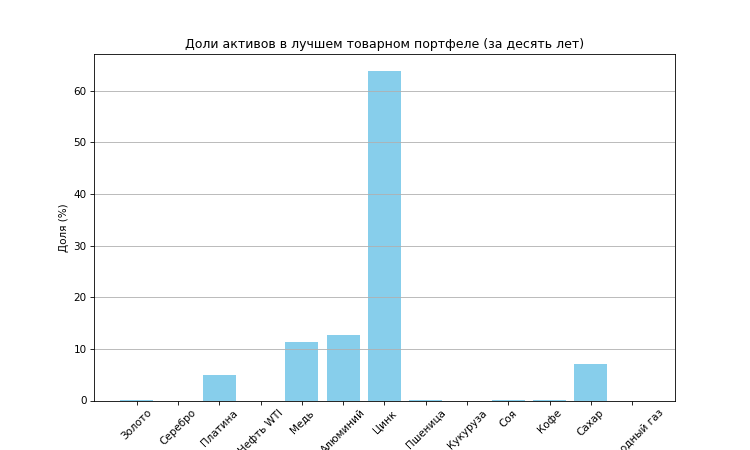 Доли активов в лучшем товарном портфеле (за десять лет)
Доля (%)
60
50
40
30
20
10
0
Золото
Серебро
Платина
Нефть WTI
Медь
Алюминий
Цинк
Пшеница
Кукуруза
Соя
Кофе
Сахар
одный газ